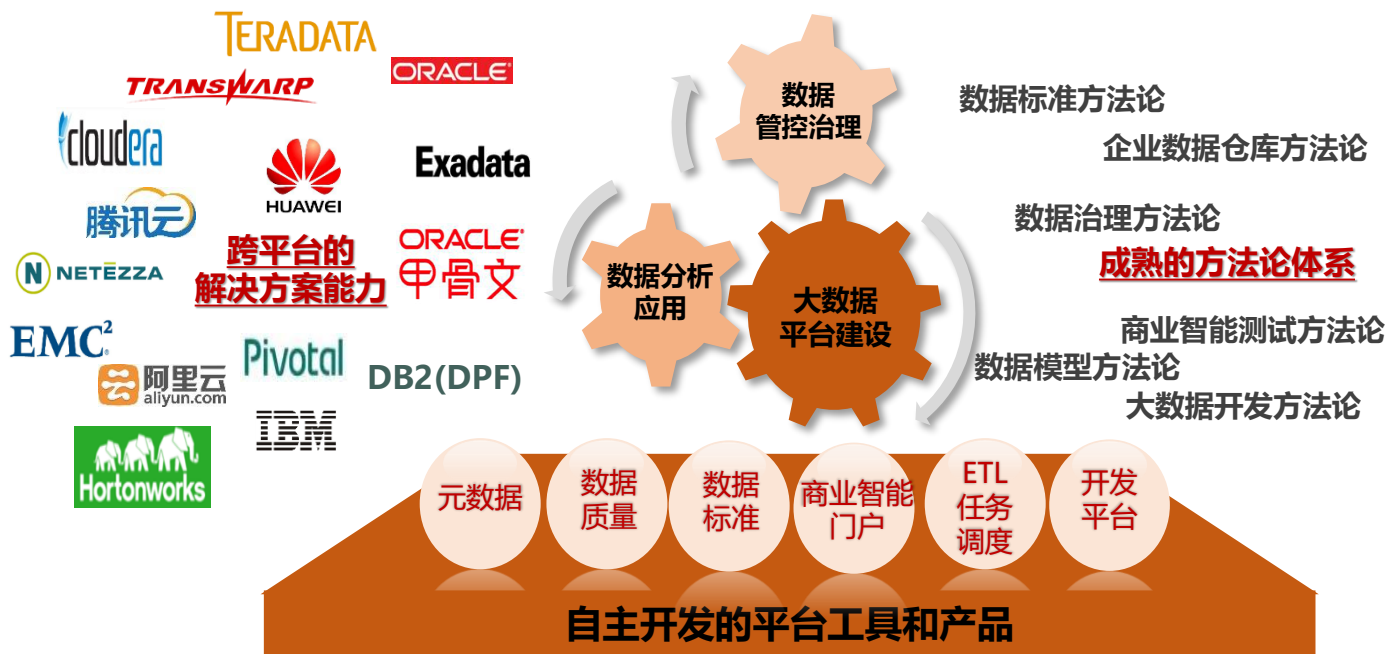 TERADATA
TRANSWARP
ORACLE
cloudera
HUAWEI
Exadata
腾讯云
N NETEZZA
跨平台的
解决方案能力
ORACLE
甲骨文
EMC²
Pivotal
阿里云
aliyun.com
DB2(DPF)
IBM
Hortonworks
数据
管控治理
数据分析
应用
大数据
平台建设
数据标准方法论
企业数据仓库方法论
数据治理方法论
成熟的方法论体系
商业智能测试方法论
数据模型方法论
大数据开发方法论
元数据
数据
质量
数据
标准
商业智能
门户
ETL
任务
调度
开发
平台
自主开发的平台工具和产品